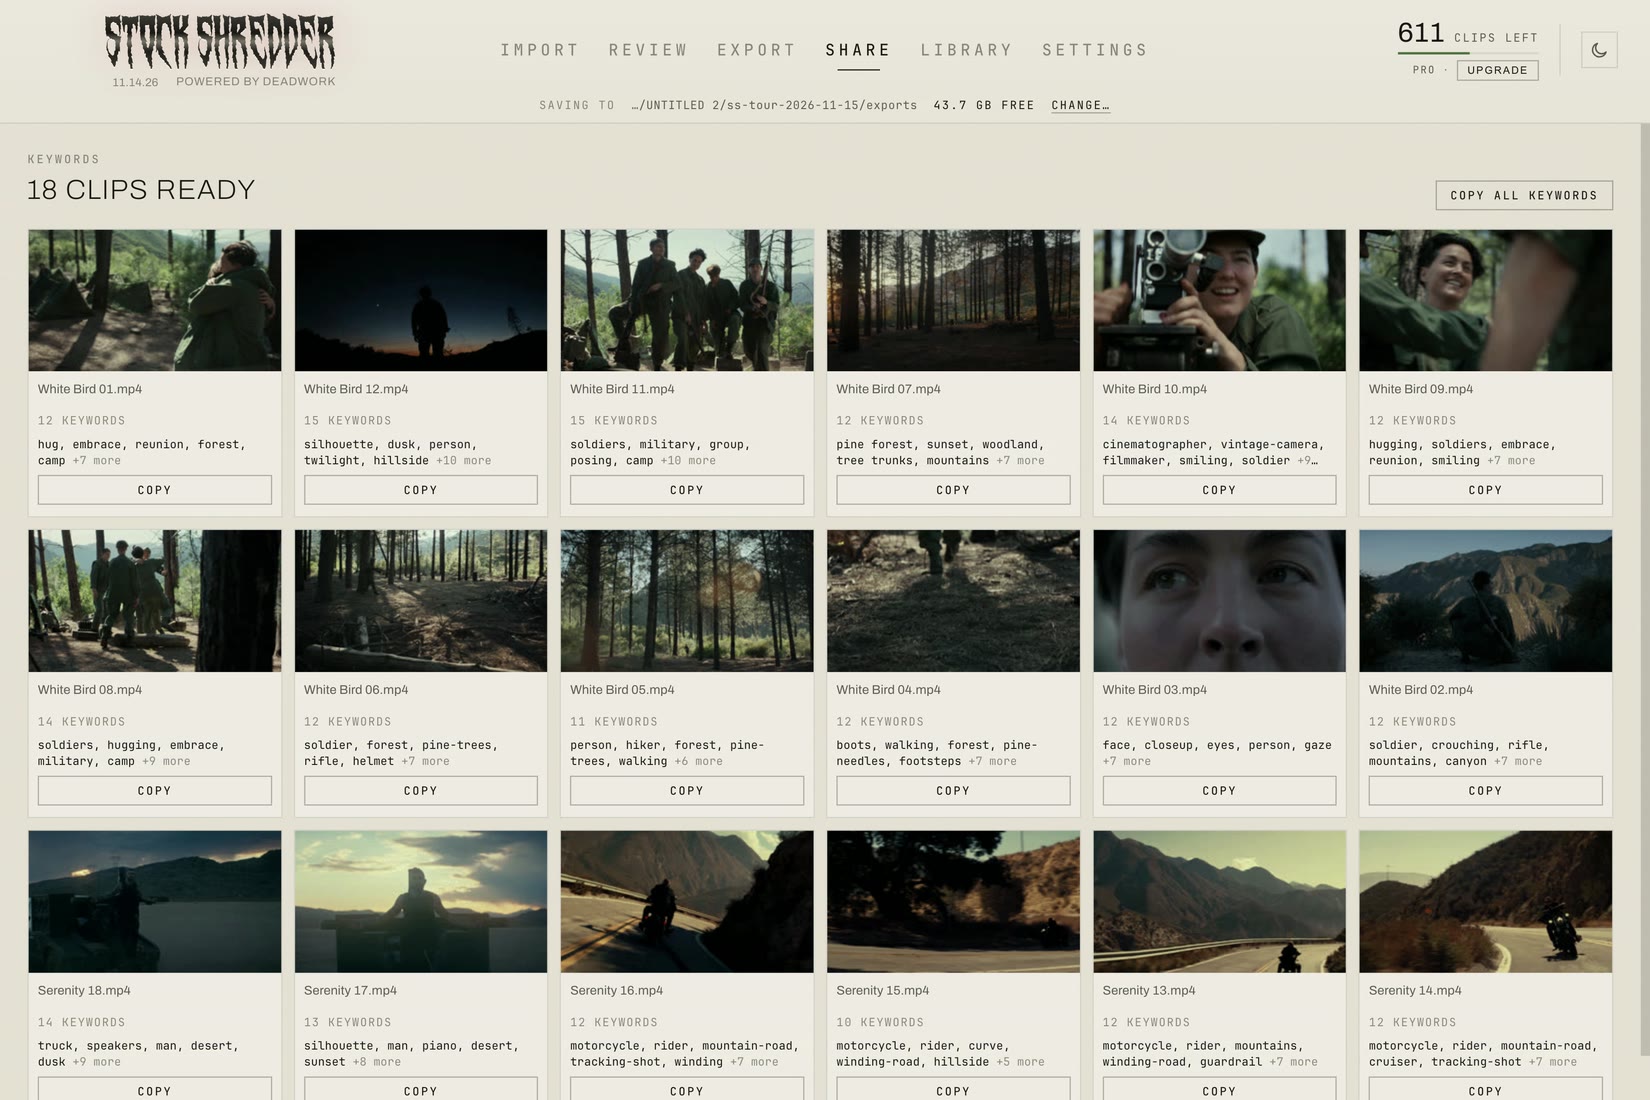 STOCK SHREDDER
11.14.26 POWERED BY DEADWORK
IMPORT REVIEW EXPORT SHARE LIBRARY SETTINGS
611 CLIPS LEFT
PRO · UPGRADE
SAVING TO …/UNTITLED 2/ss-tour-2026-11-15/exports 43.7 GB FREE CHANGE…
KEYWORDS
18 CLIPS READY
COPY ALL KEYWORDS
White Bird 01.mp4
12 KEYWORDS
hug, embrace, reunion, forest,
camp +7 more
COPY
White Bird 12.mp4
15 KEYWORDS
silhouette, dusk, person,
twilight, hillside +10 more
COPY
White Bird 11.mp4
15 KEYWORDS
soldiers, military, group,
posing, camp +10 more
COPY
White Bird 07.mp4
12 KEYWORDS
pine forest, sunset, woodland,
tree trunks, mountains +7 more
COPY
White Bird 10.mp4
14 KEYWORDS
cinematographer, vintage-camera,
filmmaker, smiling, soldier +9…
COPY
White Bird 09.mp4
12 KEYWORDS
hugging, soldiers, embrace,
reunion, smiling +7 more
COPY
White Bird 08.mp4
14 KEYWORDS
soldiers, hugging, embrace,
military, camp +9 more
COPY
White Bird 06.mp4
12 KEYWORDS
soldier, forest, pine-trees,
rifle, helmet +7 more
COPY
White Bird 05.mp4
11 KEYWORDS
person, hiker, forest, pine-
trees, walking +6 more
COPY
White Bird 04.mp4
12 KEYWORDS
boots, walking, forest, pine-
needles, footsteps +7 more
COPY
White Bird 03.mp4
12 KEYWORDS
face, closeup, eyes, person, gaze
+7 more
COPY
White Bird 02.mp4
12 KEYWORDS
soldier, crouching, rifle,
mountains, canyon +7 more
COPY
Serenity 18.mp4
14 KEYWORDS
truck, speakers, man, desert,
dusk +9 more
COPY
Serenity 17.mp4
13 KEYWORDS
silhouette, man, piano, desert,
sunset +8 more
COPY
Serenity 16.mp4
12 KEYWORDS
motorcycle, rider, mountain-road,
tracking-shot, winding +7 more
COPY
Serenity 15.mp4
10 KEYWORDS
motorcycle, rider, curve,
winding-road, hillside +5 more
COPY
Serenity 13.mp4
12 KEYWORDS
motorcycle, rider, mountains,
winding-road, guardrail +7 more
COPY
Serenity 14.mp4
12 KEYWORDS
motorcycle, rider, mountain-road,
cruiser, tracking-shot +7 more
COPY